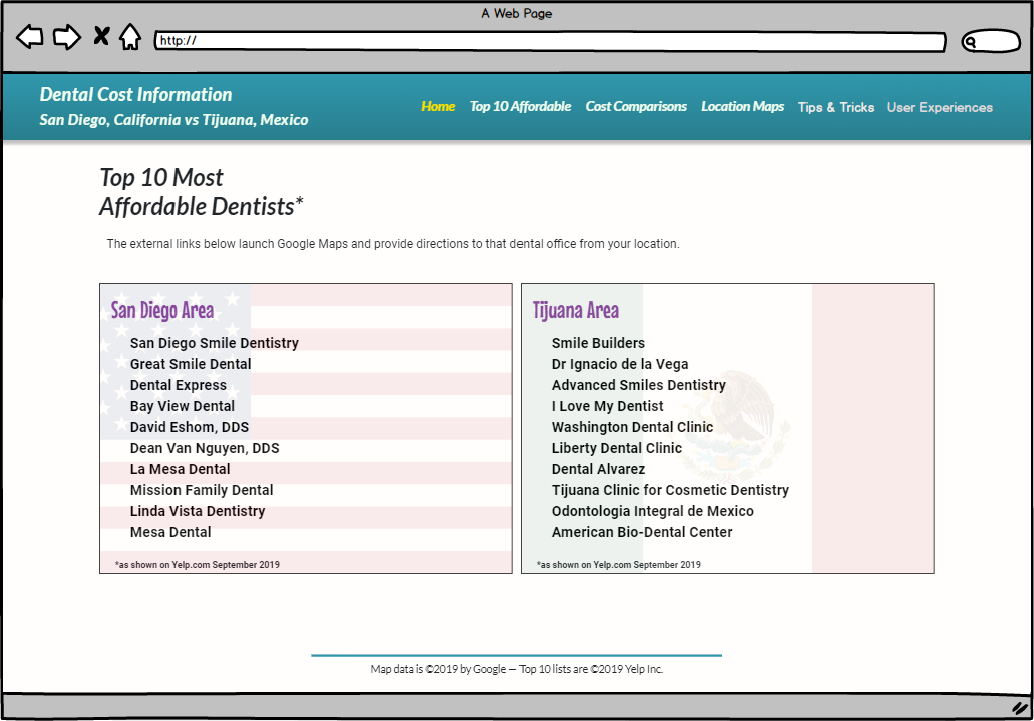 A Web Page
http://
Dental Cost Information
San Diego, California vs Tijuana, Mexico
Home Top 10 Affordable Cost Comparisons Location Maps Tips & Tricks User Experiences
Top 10 Most
Affordable Dentists*
The external links below launch Google Maps and provide directions to that dental office from your location.
San Diego Area
San Diego Smile Dentistry
Great Smile Dental
Dental Express
Bay View Dental
David Eshom, DDS
Dean Van Nguyen, DDS
La Mesa Dental
Mission Family Dental
Linda Vista Dentistry
Mesa Dental
*as shown on Yelp.com September 2019
Tijuana Area
Smile Builders
Dr Ignacio de la Vega
Advanced Smiles Dentistry
I Love My Dentist
Washington Dental Clinic
Liberty Dental Clinic
Dental Alvarez
Tijuana Clinic for Cosmetic Dentistry
Odontologia Integral de Mexico
American Bio-Dental Center
*as shown on Yelp.com September 2019
Map data is ©2019 by Google — Top 10 lists are ©2019 Yelp Inc.